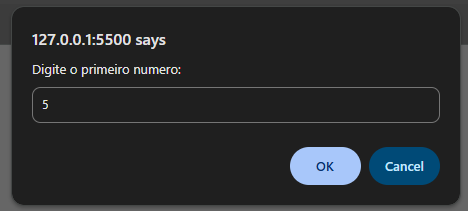 127.0.0.1:5500 says
Digite o primeiro numero:
5
OK Cancel